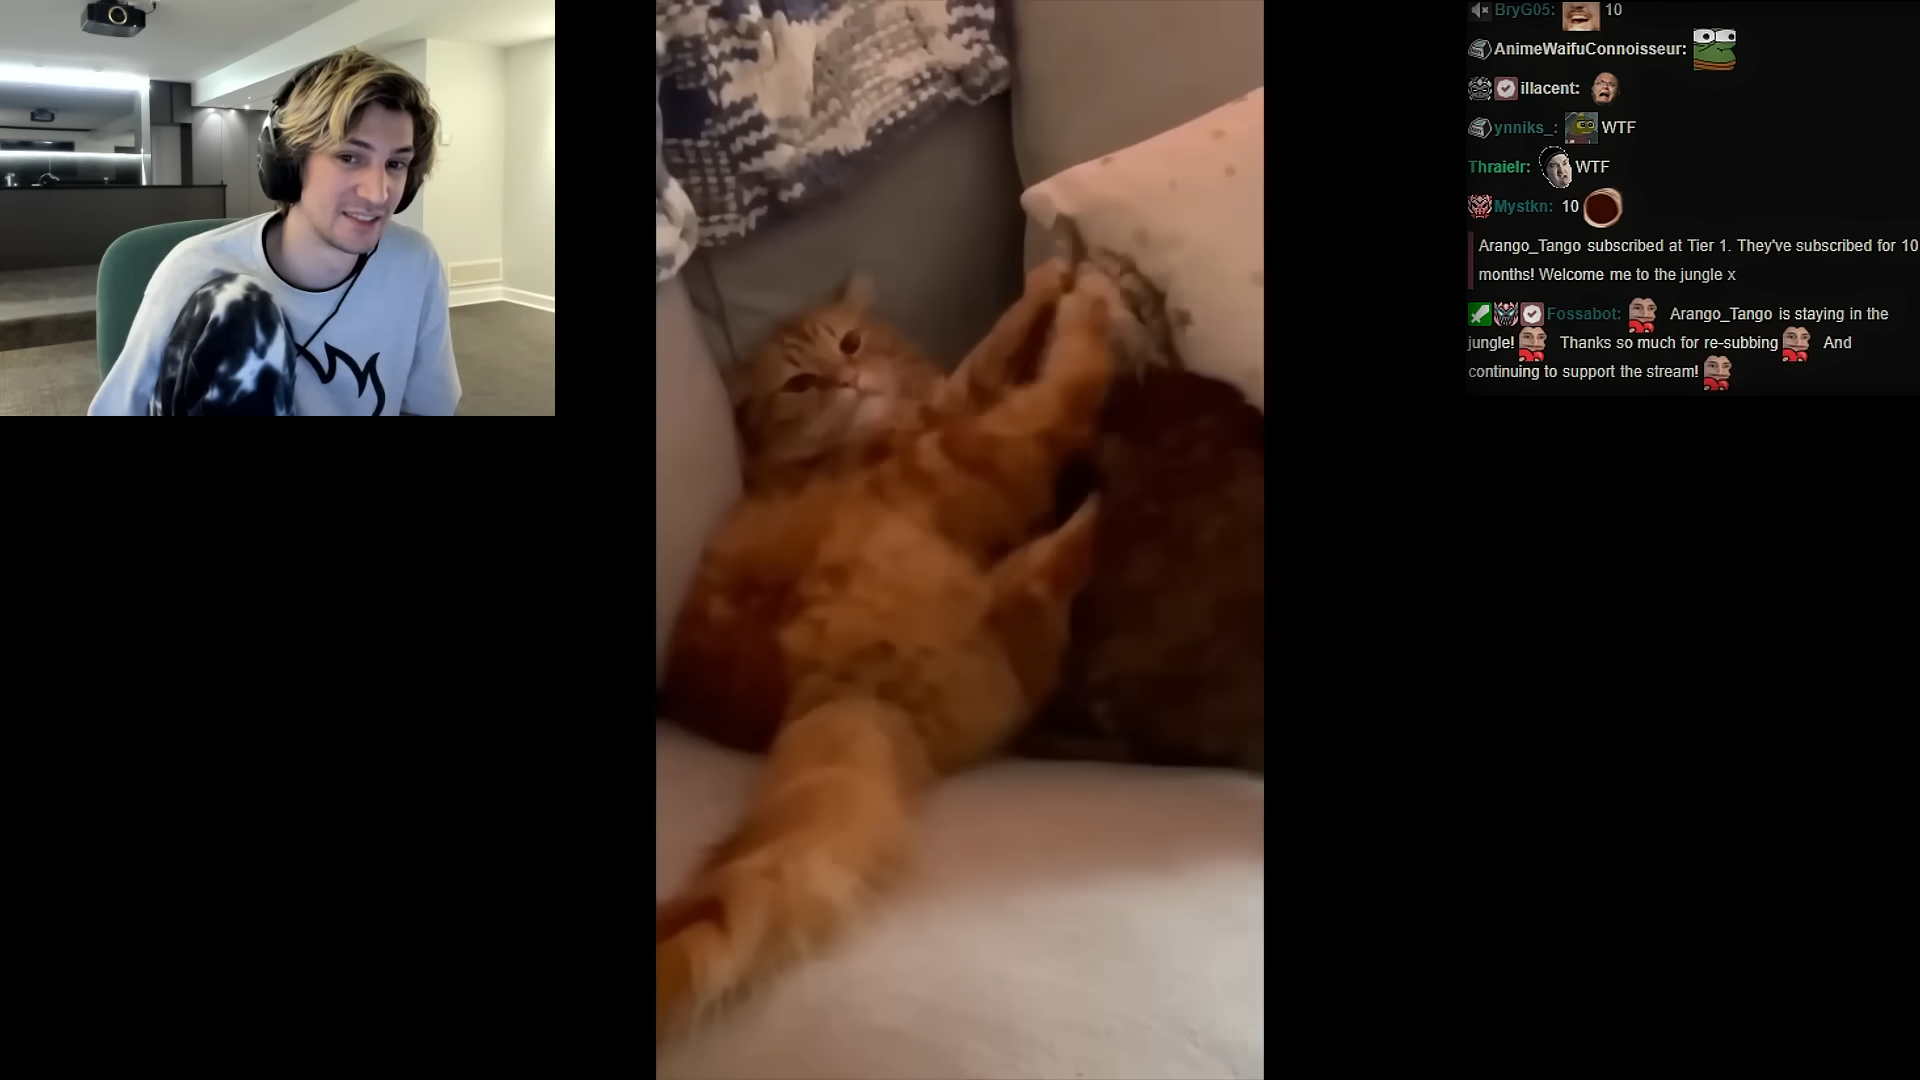 BryG05: 10
AnimeWaifuConnoisseur:
illacent:
ynniks_: WTF
Thraielr: WTF
Mystkn: 10
Arango_Tango subscribed at Tier 1. They've subscribed for 10
months! Welcome me to the jungle x
Fossabot: Arango_Tango is staying in the
jungle! Thanks so much for re-subbing And
continuing to support the stream!